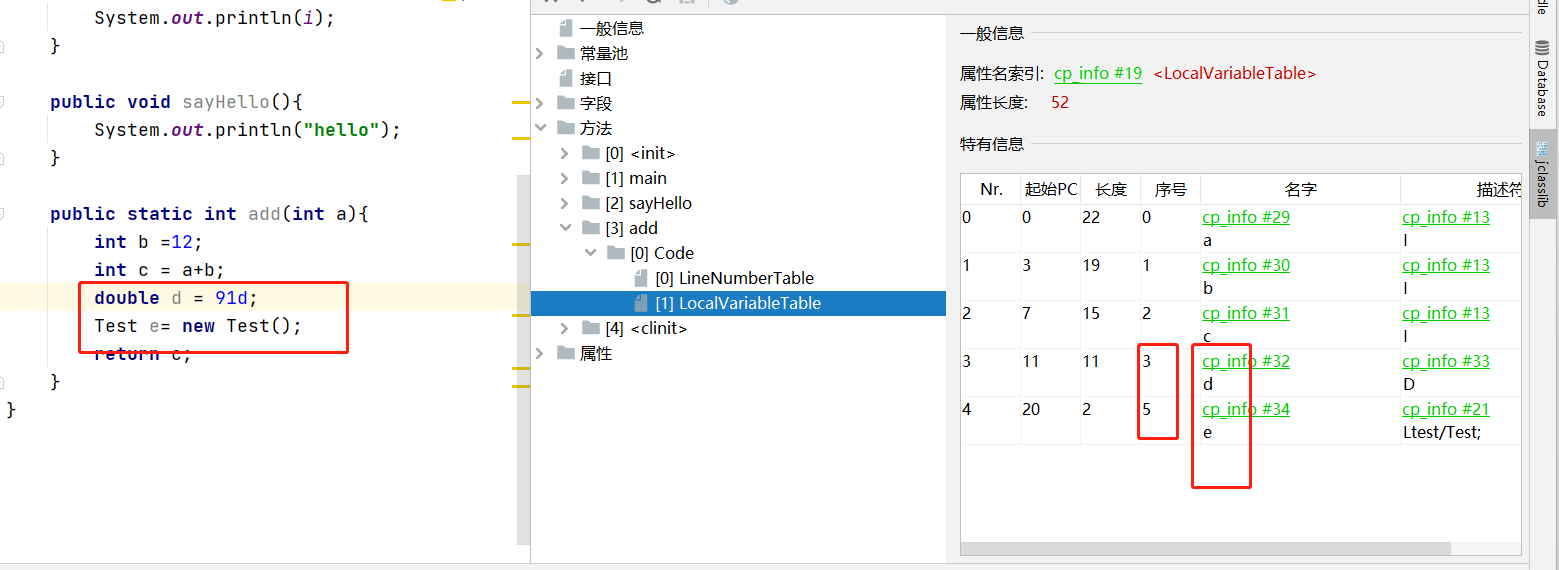 System.out.println(i);
}
public void sayHello(){
System.out.println("hello");
}
public static int add(int a){
int b =12;
int c = a+b;
double d = 91d;
Test e= new Test();
return c;
}
}
一般信息
常量池
接口
字段
方法
[0] <init>
[1] main
[2] sayHello
[3] add
[0] Code
[0] LineNumberTable
[1] LocalVariableTable
[4] <clinit>
属性
一般信息
属性名索引: cp_info #19 <LocalVariableTable>
属性长度: 52
特有信息
Nr. 起始PC 长度 序号 名字 描述符
0 0 22 0 cp_info #29 cp_info #13
a I
1 3 19 1 cp_info #30 cp_info #13
b I
2 7 15 2 cp_info #31 cp_info #13
c I
3 11 11 3 cp_info #32 cp_info #33
d D
4 20 2 5 cp_info #34 cp_info #21
e Ltest/Test;
Database
jclasslib